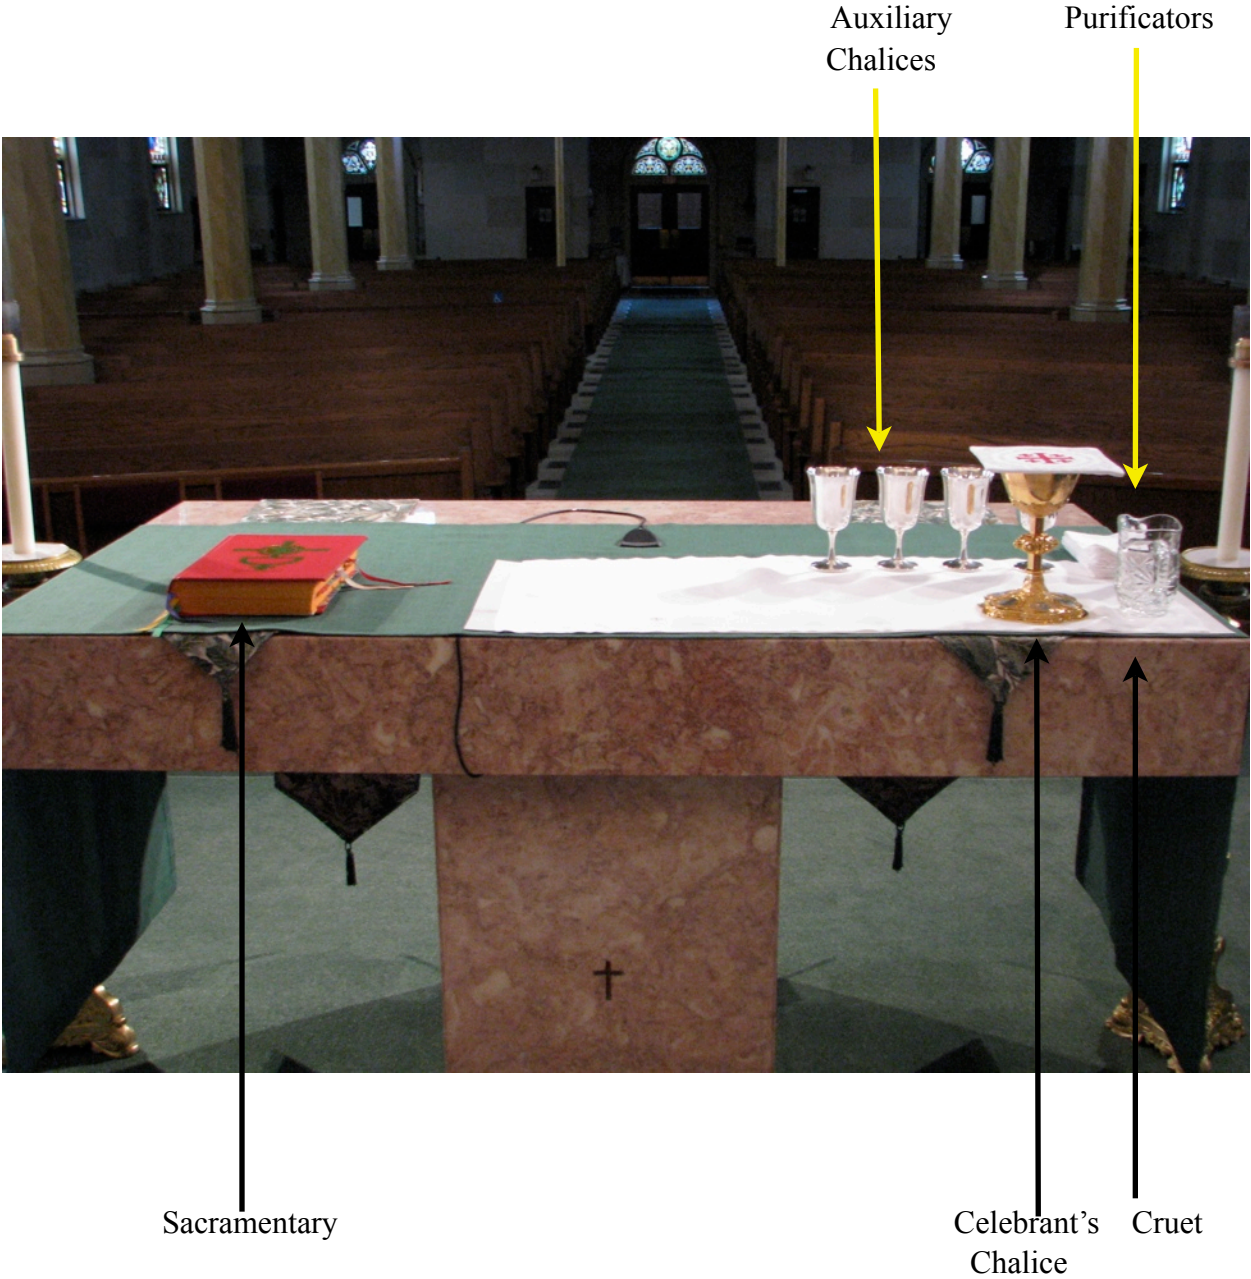 Auxiliary
Chalices
Purificators
Sacramentary
Celebrant’s
Chalice
Cruet